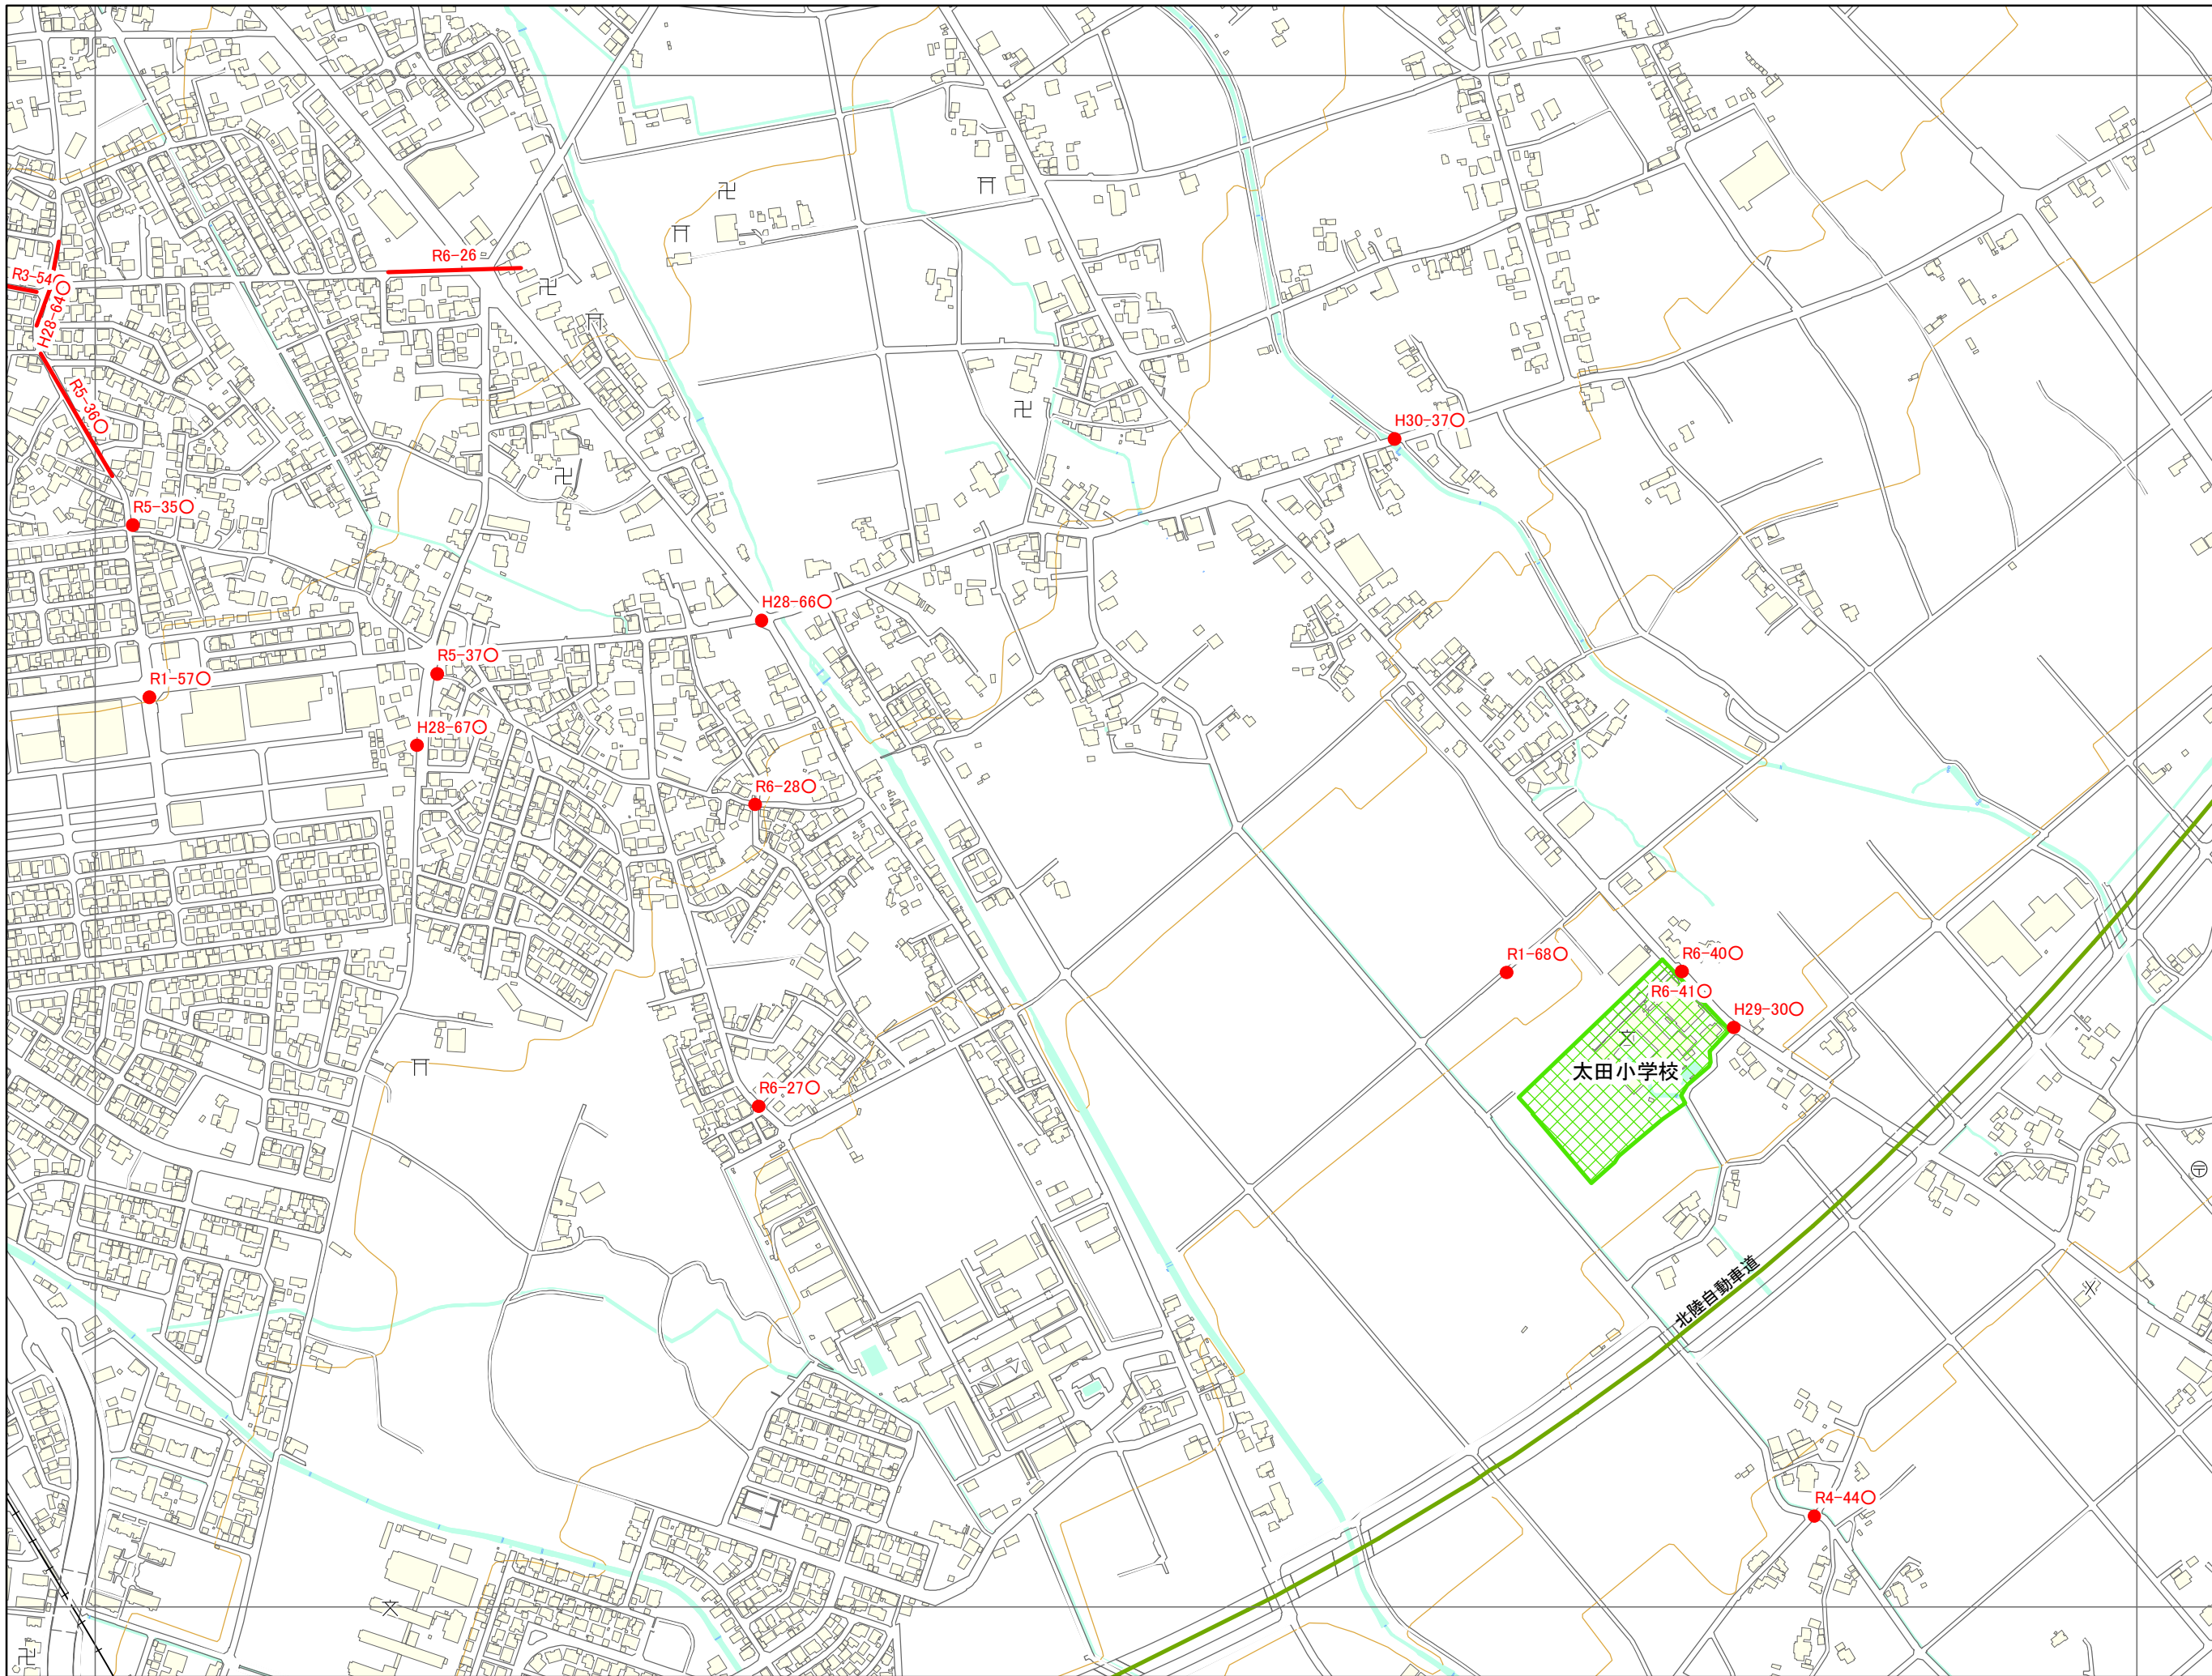 R6-26
R3-54○
H28-64○
R5-36○
H30-37○
R5-35○
H28-66○
R5-37○
R1-57○
H28-67○
R6-28○
R1-68○
R6-40○
R6-41○
H29-30○
太田小学校
R6-27○
北陸自動車道
R4-44○